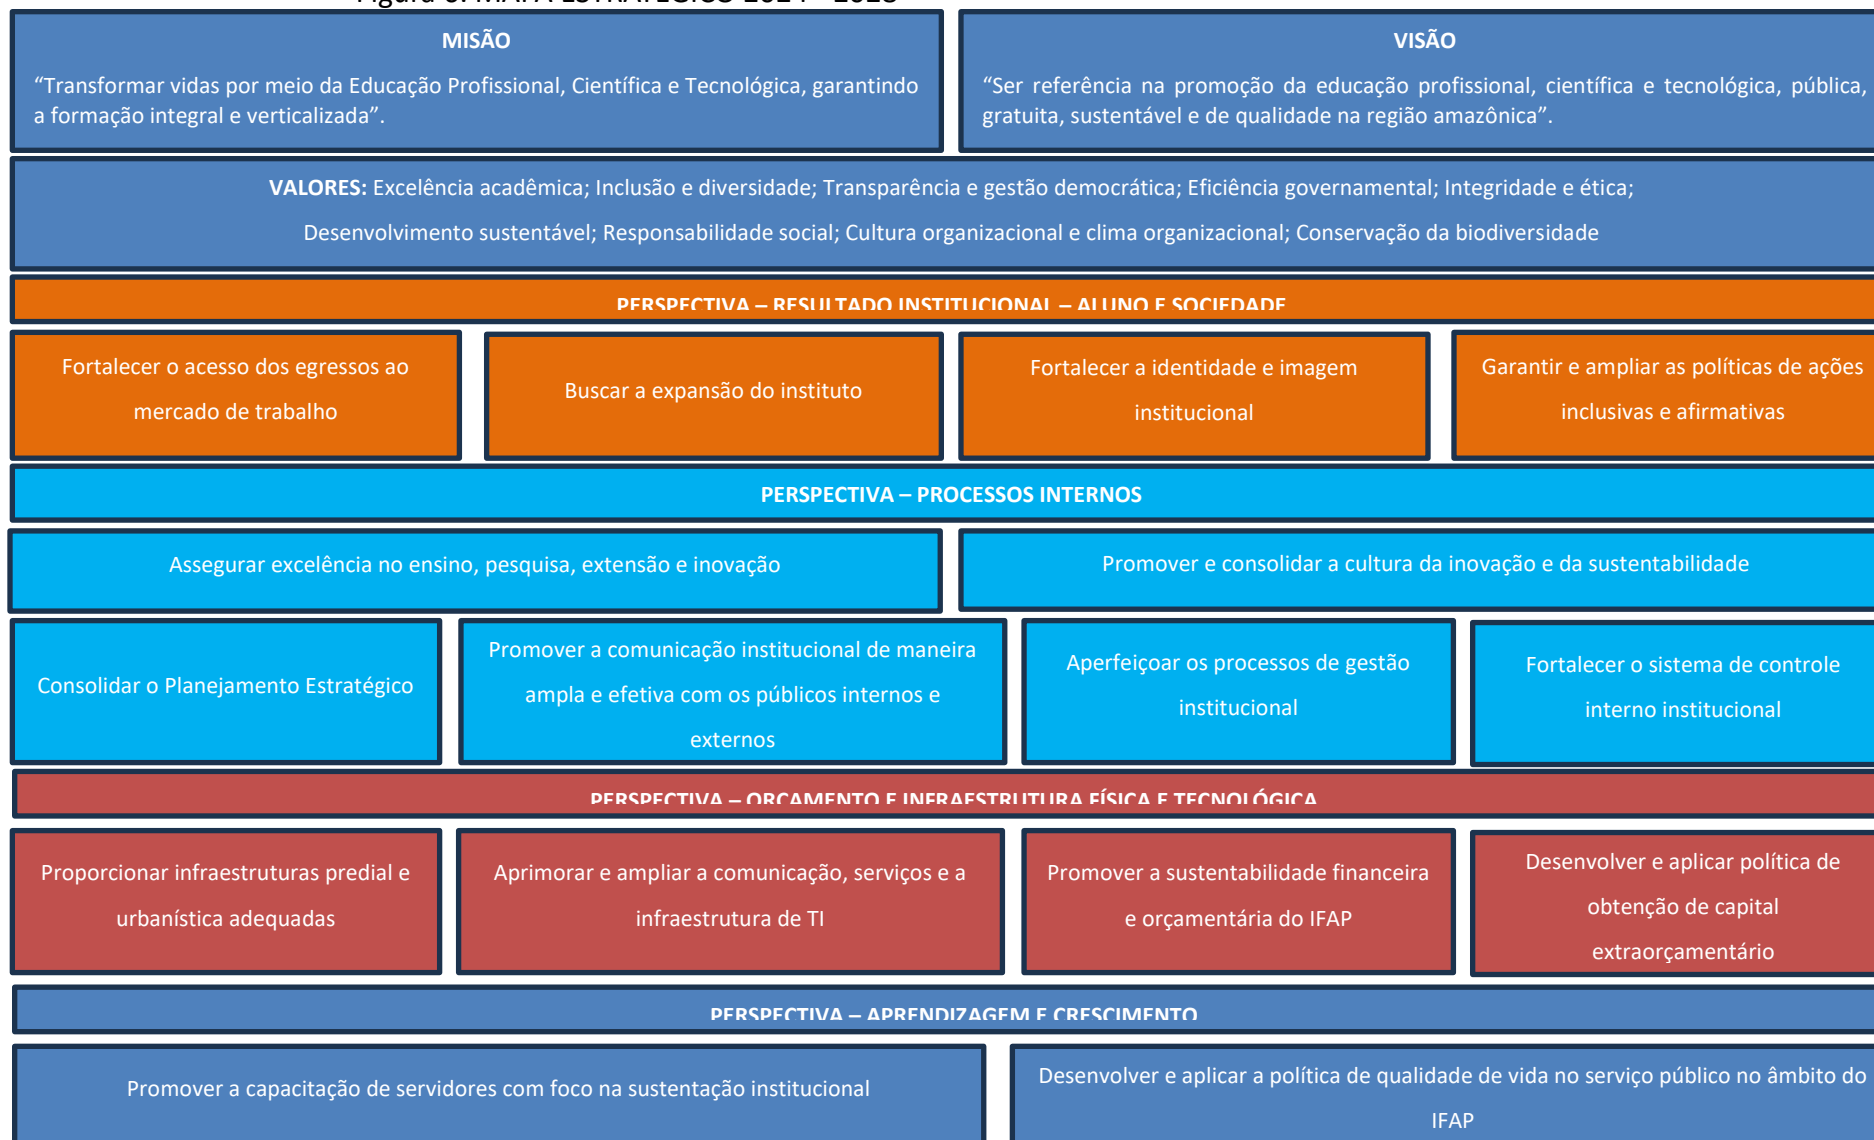 Figura 6: MAPA ESTRATÉGICO 2024 - 2028
MISÃO
VISÃO
“Transformar vidas por meio da Educação Profissional, Científica e Tecnológica, garantindo
a formação integral e verticalizada”.
“Ser referência na promoção da educação profissional, científica e tecnológica, pública,
gratuita, sustentável e de qualidade na região amazônica”.
VALORES: Excelência acadêmica; Inclusão e diversidade; Transparência e gestão democrática; Eficiência governamental; Integridade e ética;
Desenvolvimento sustentável; Responsabilidade social; Cultura organizacional e clima organizacional; Conservação da biodiversidade
PERSPECTIVA – RESULTADO INSTITUCIONAL – ALUNO E SOCIEDADE
Fortalecer o acesso dos egressos ao
mercado de trabalho
Buscar a expansão do instituto
Fortalecer a identidade e imagem
institucional
Garantir e ampliar as políticas de ações
inclusivas e afirmativas
PERSPECTIVA – PROCESSOS INTERNOS
Assegurar excelência no ensino, pesquisa, extensão e inovação
Promover e consolidar a cultura da inovação e da sustentabilidade
Consolidar o Planejamento Estratégico
Promover a comunicação institucional de maneira
ampla e efetiva com os públicos internos e
externos
Aperfeiçoar os processos de gestão
institucional
Fortalecer o sistema de controle
interno institucional
PERSPECTIVA – ORÇAMENTO E INFRAESTRUTURA FÍSICA E TECNOLÓGICA
Proporcionar infraestruturas predial e
urbanística adequadas
Aprimorar e ampliar a comunicação, serviços e a
infraestrutura de TI
Promover a sustentabilidade financeira
e orçamentária do IFAP
Desenvolver e aplicar política de
obtenção de capital
extraorçamentário
PERSPECTIVA – APRENDIZAGEM E CRESCIMENTO
Promover a capacitação de servidores com foco na sustentação institucional
Desenvolver e aplicar a política de qualidade de vida no serviço público no âmbito do
IFAP